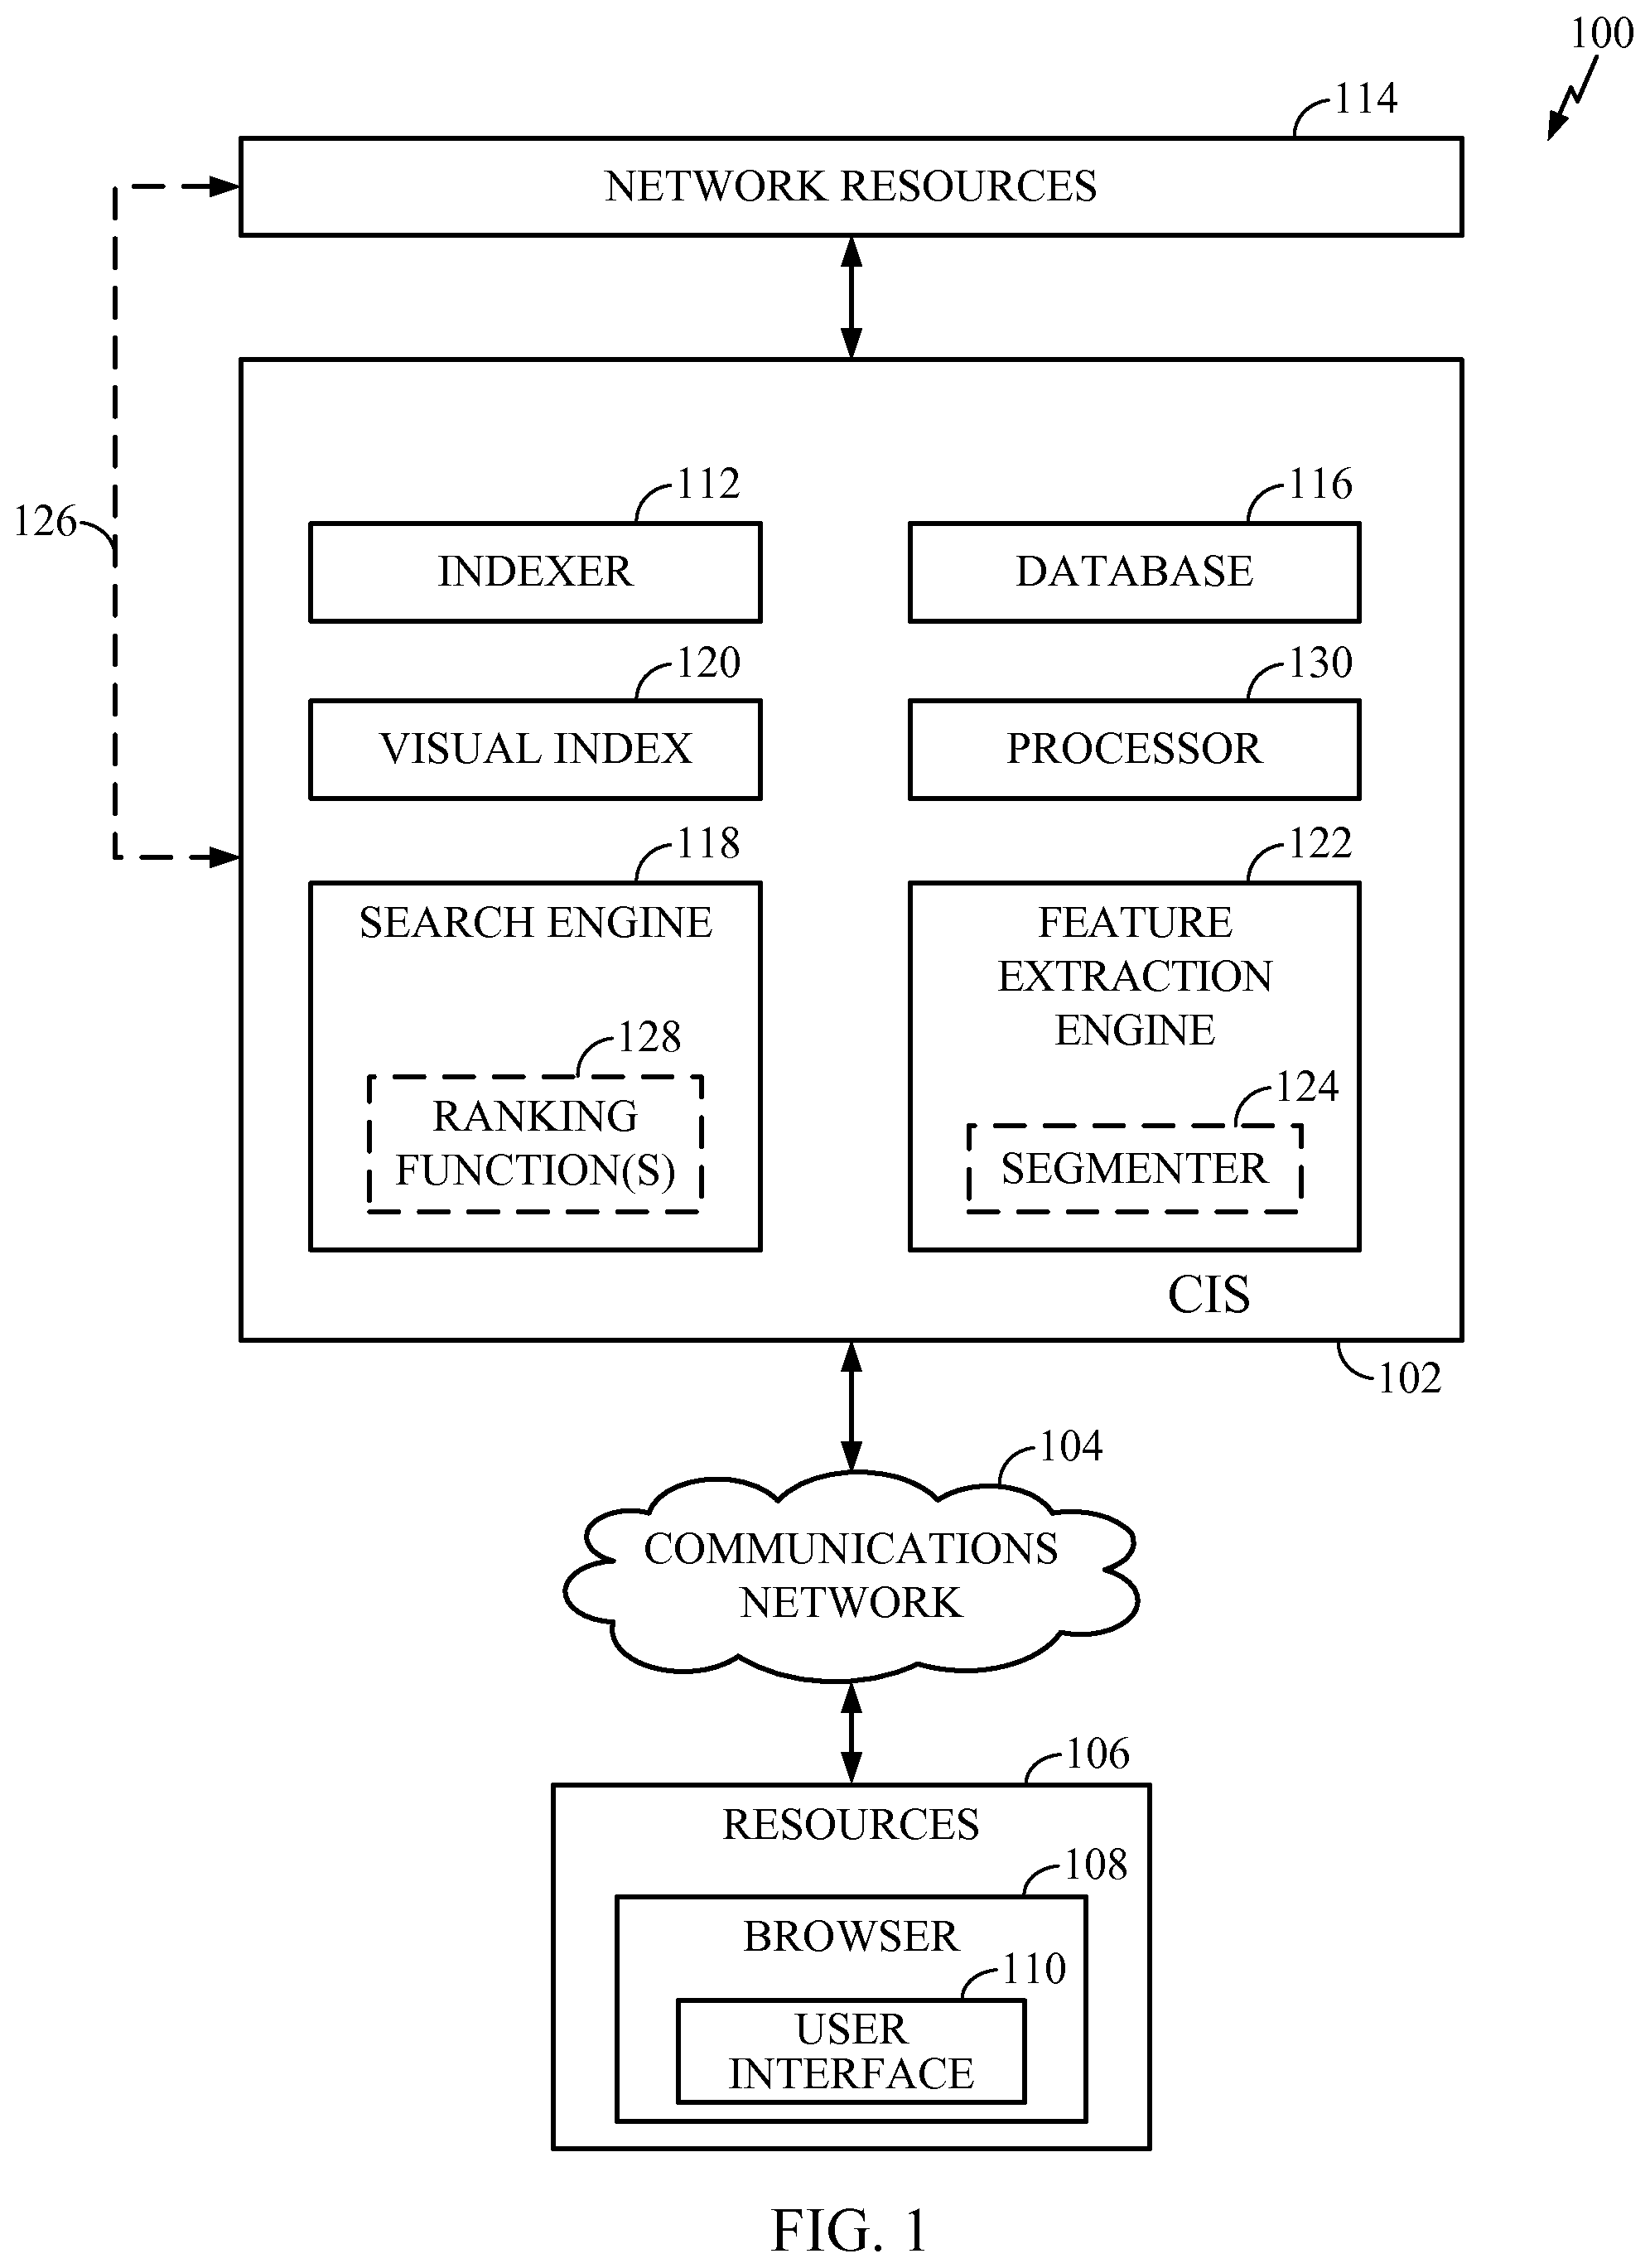 100
114
NETWORK RESOURCES
126
112
INDEXER
116
DATABASE
120
VISUAL INDEX
130
PROCESSOR
118
SEARCH ENGINE
128
RANKING
FUNCTION(S)
122
FEATURE
EXTRACTION
ENGINE
124
SEGMENTER
CIS
102
104
COMMUNICATIONS
NETWORK
106
RESOURCES
108
BROWSER
110
USER
INTERFACE
FIG. 1